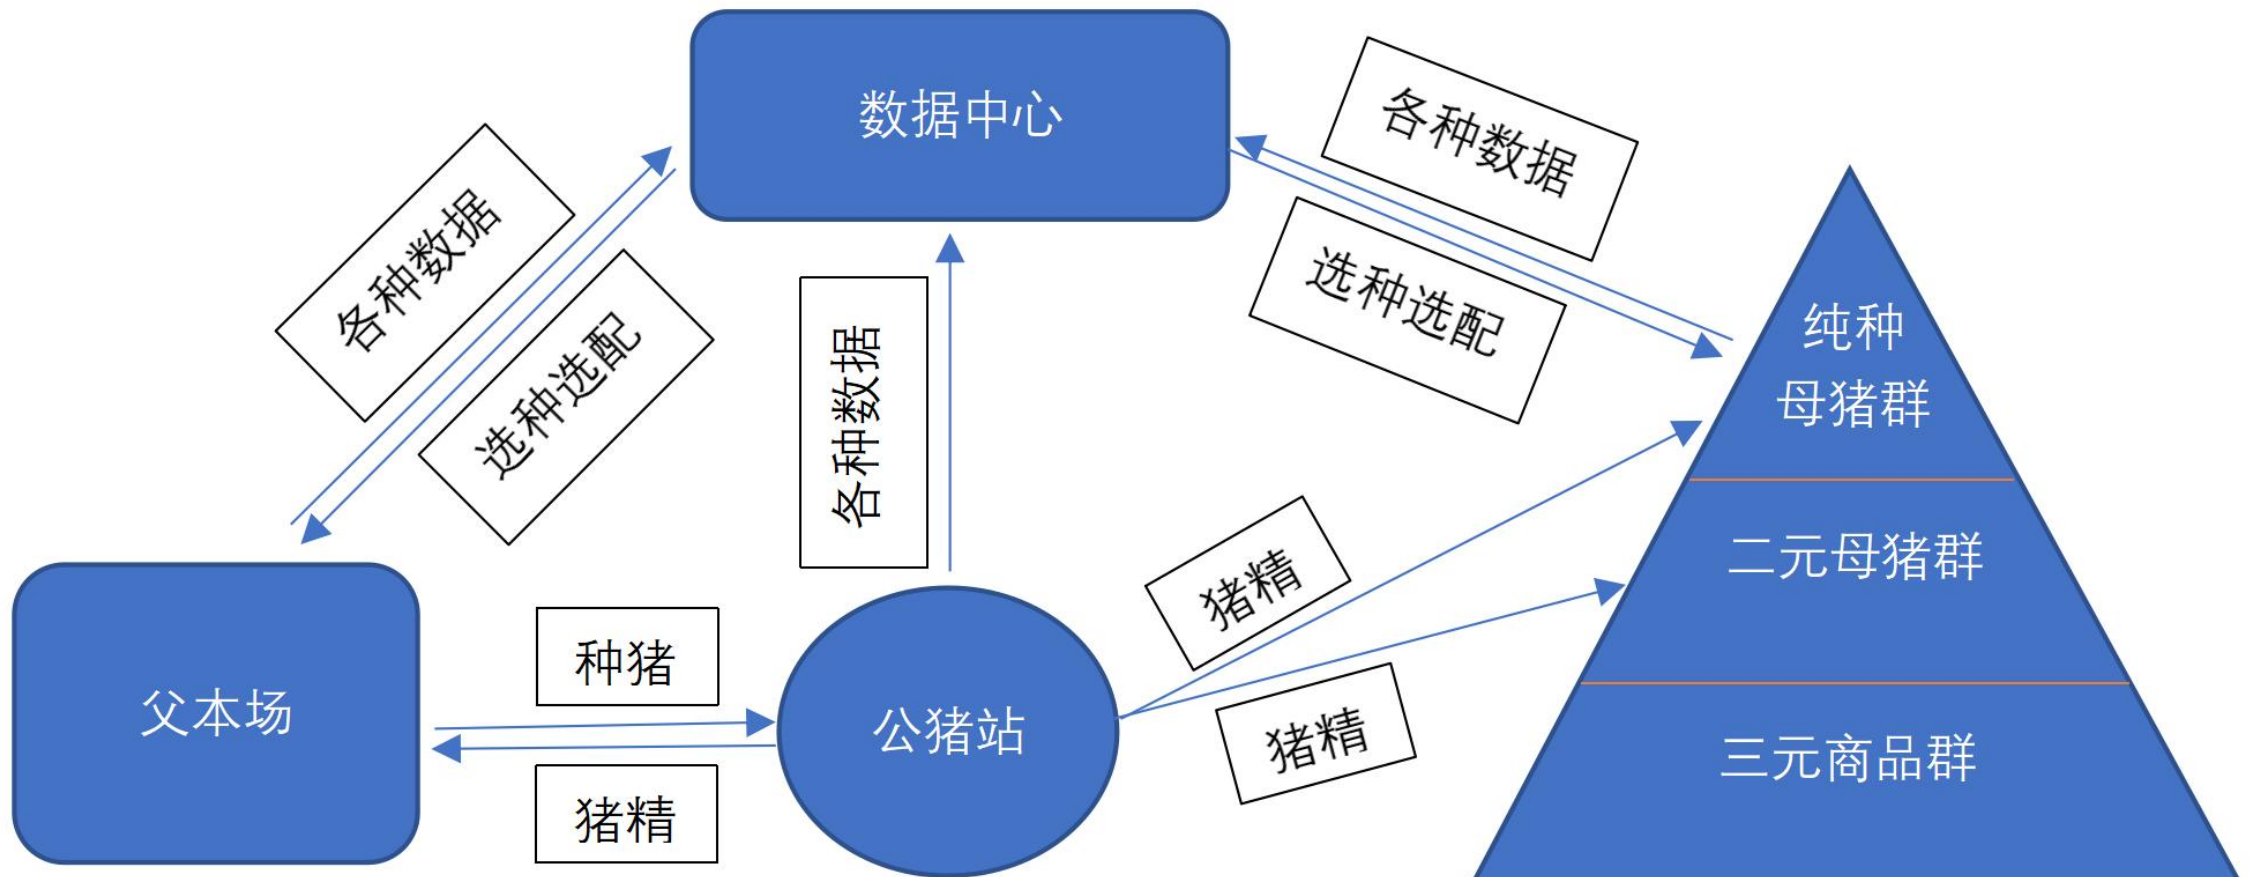 数据中心
各种数据
各种数据
选种选配
选种选配
各种数据
纯种
母猪群
二元母猪群
三元商品群
猪精
猪精
种猪
猪精
父本场
公猪站